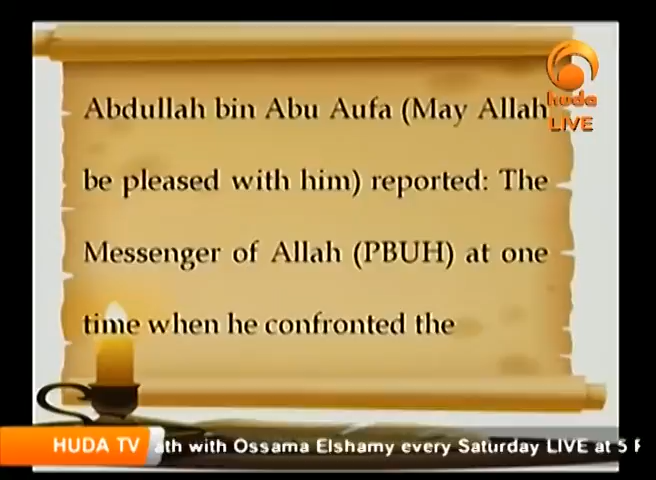 Abdullah bin Abu Aufa (May Allah
be pleased with him) reported: The
Messenger of Allah (PBUH) at one
time when he confronted the
huda
LIVE
HUDA TV
ath with Ossama Elshamy every Saturday LIVE at 5